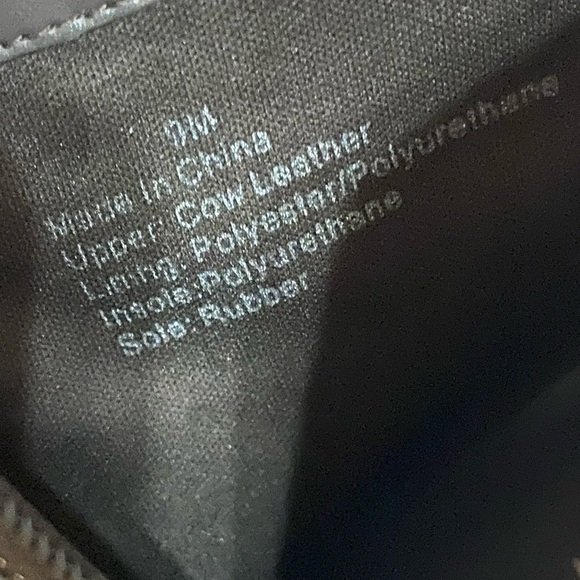 9M
Made In China
Upper: Cow Leather
Lining: Polyester/Polyurethane
Insole:Polyurethane
Sole:Rubber